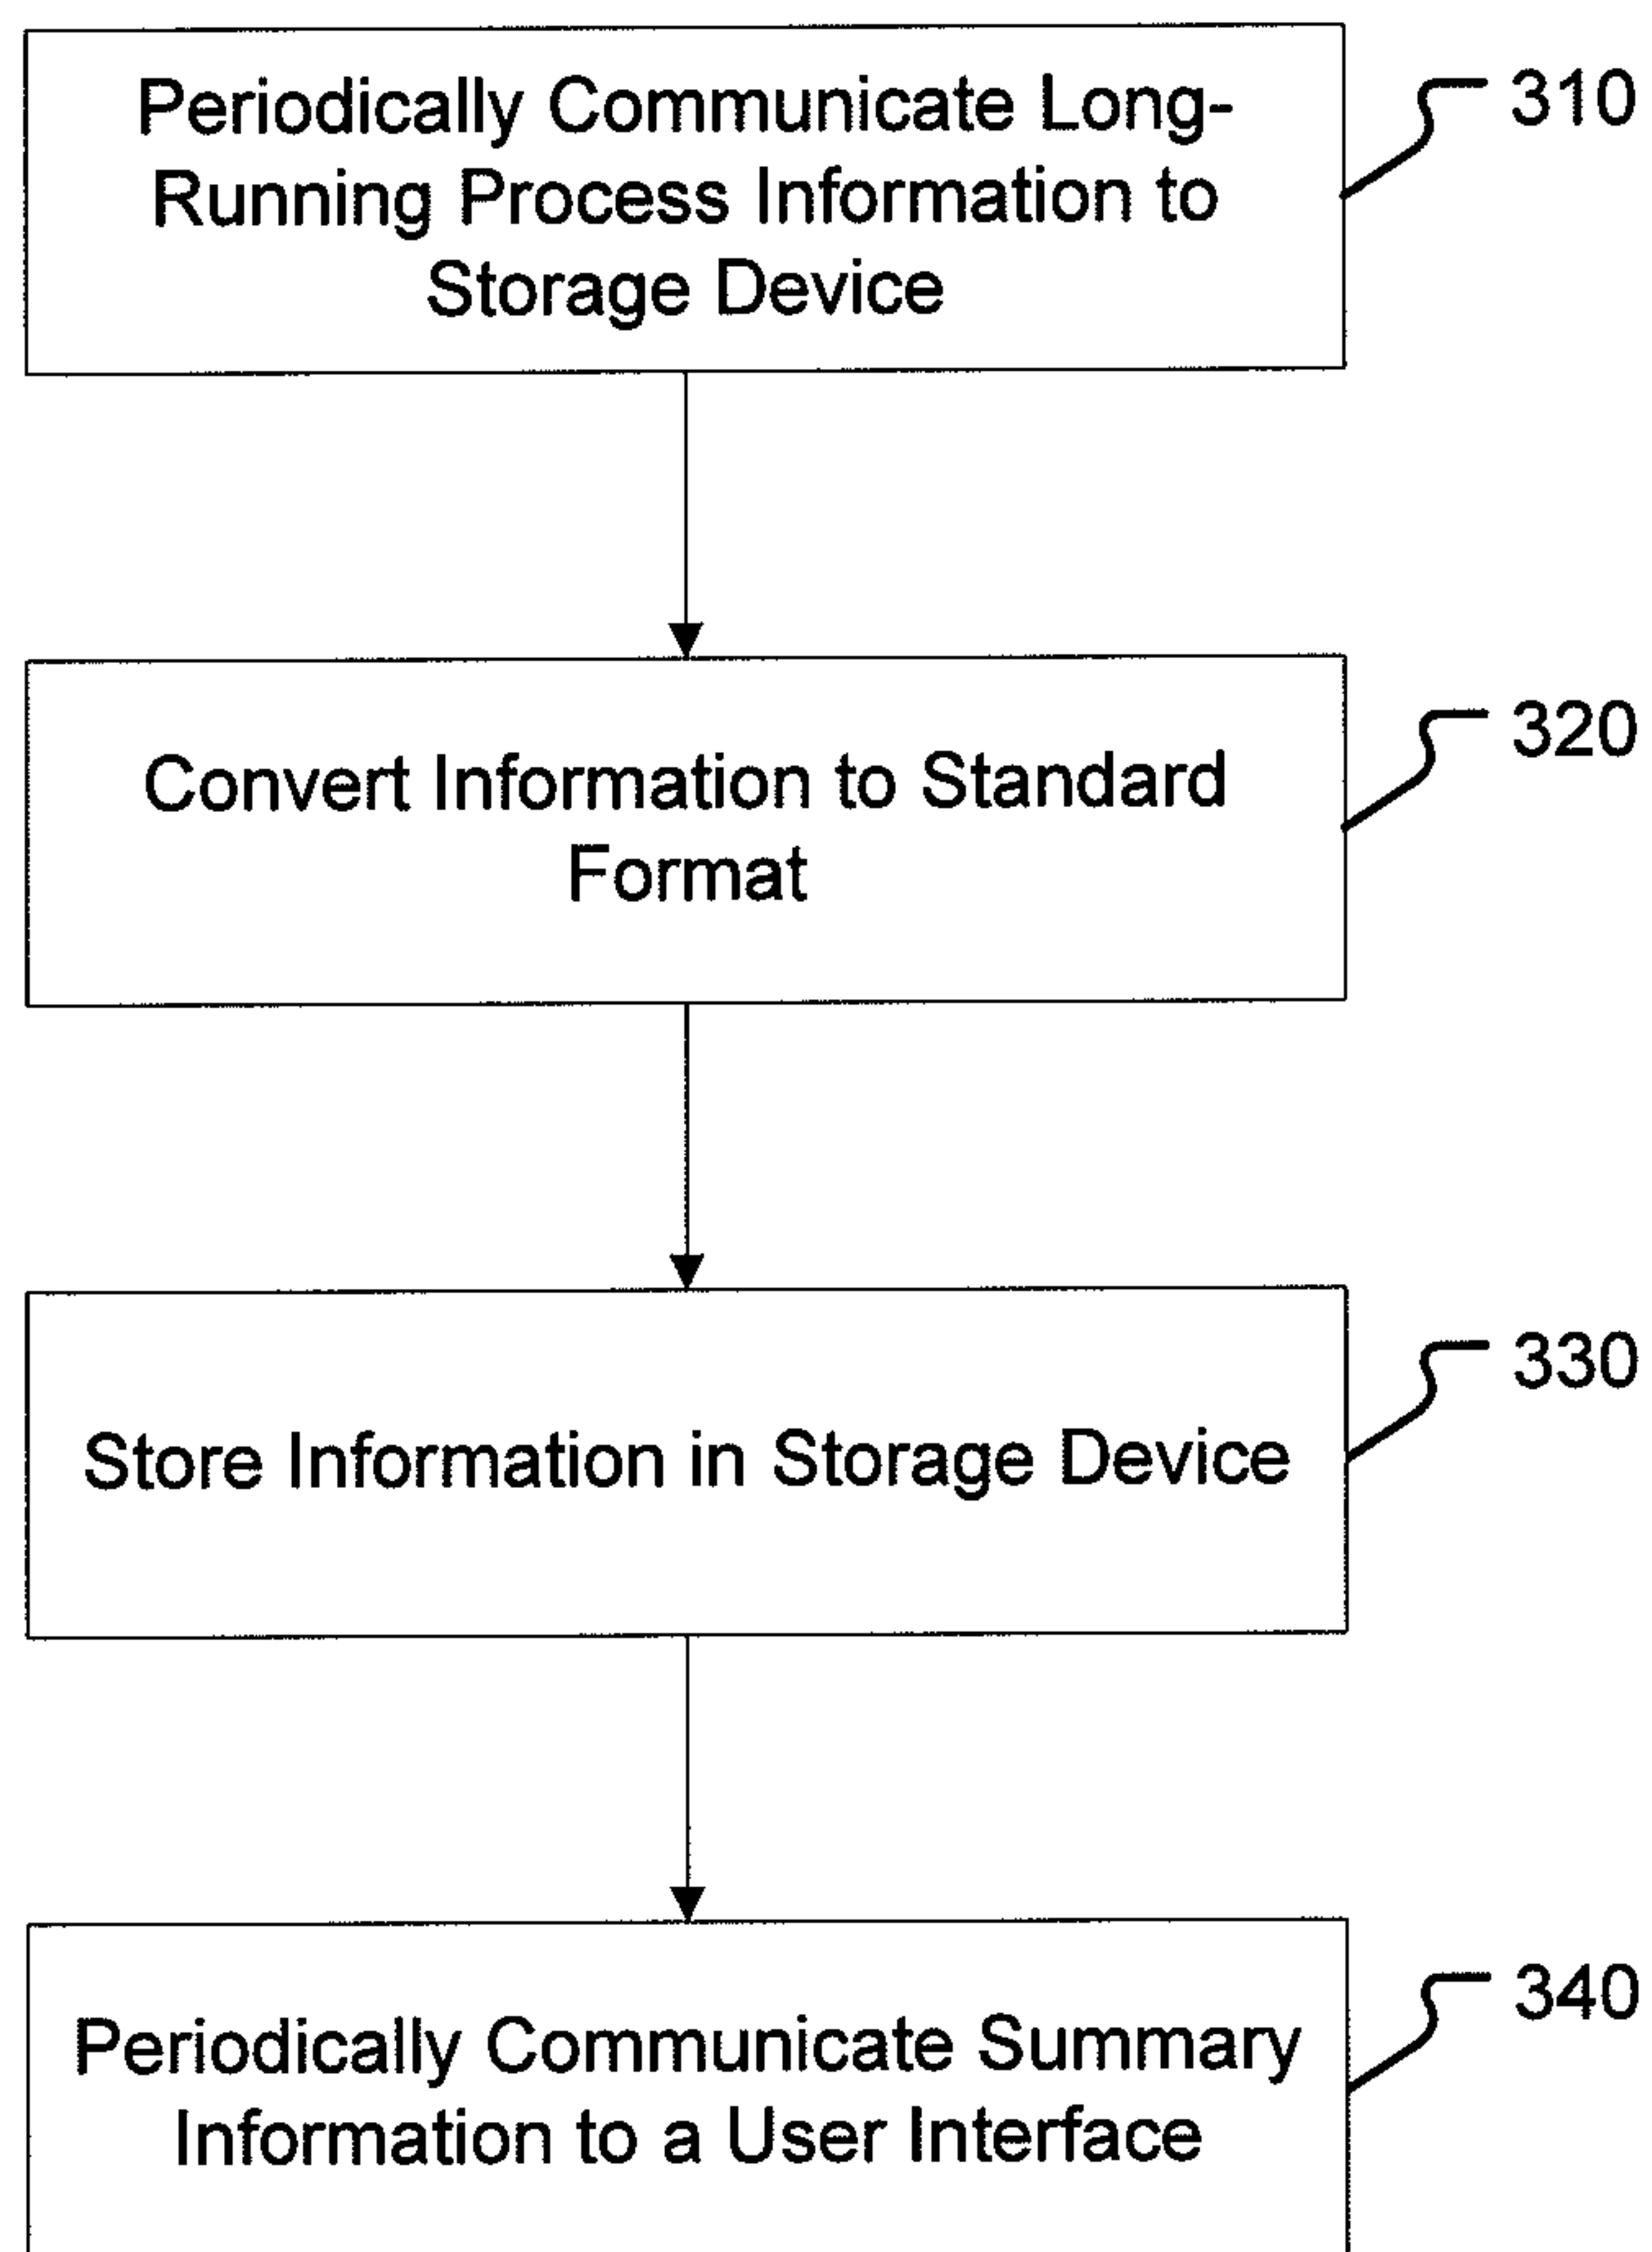 Periodically Communicate Long-
Running Process Information to
Storage Device
310
Convert Information to Standard
Format
320
Store Information in Storage Device
330
Periodically Communicate Summary
Information to a User Interface
340